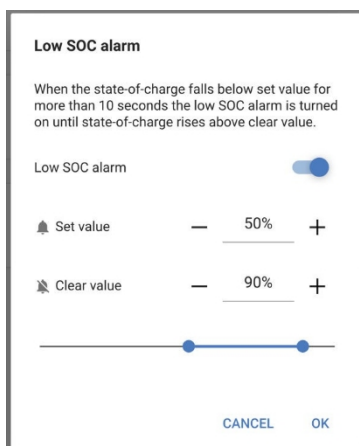 Low SOC alarm
When the state-of-charge falls below set value for
more than 10 seconds the low SOC alarm is turned
on until state-of-charge rises above clear value.
Low SOC alarm
Set value — 50% +
Clear value — 90% +
CANCEL OK